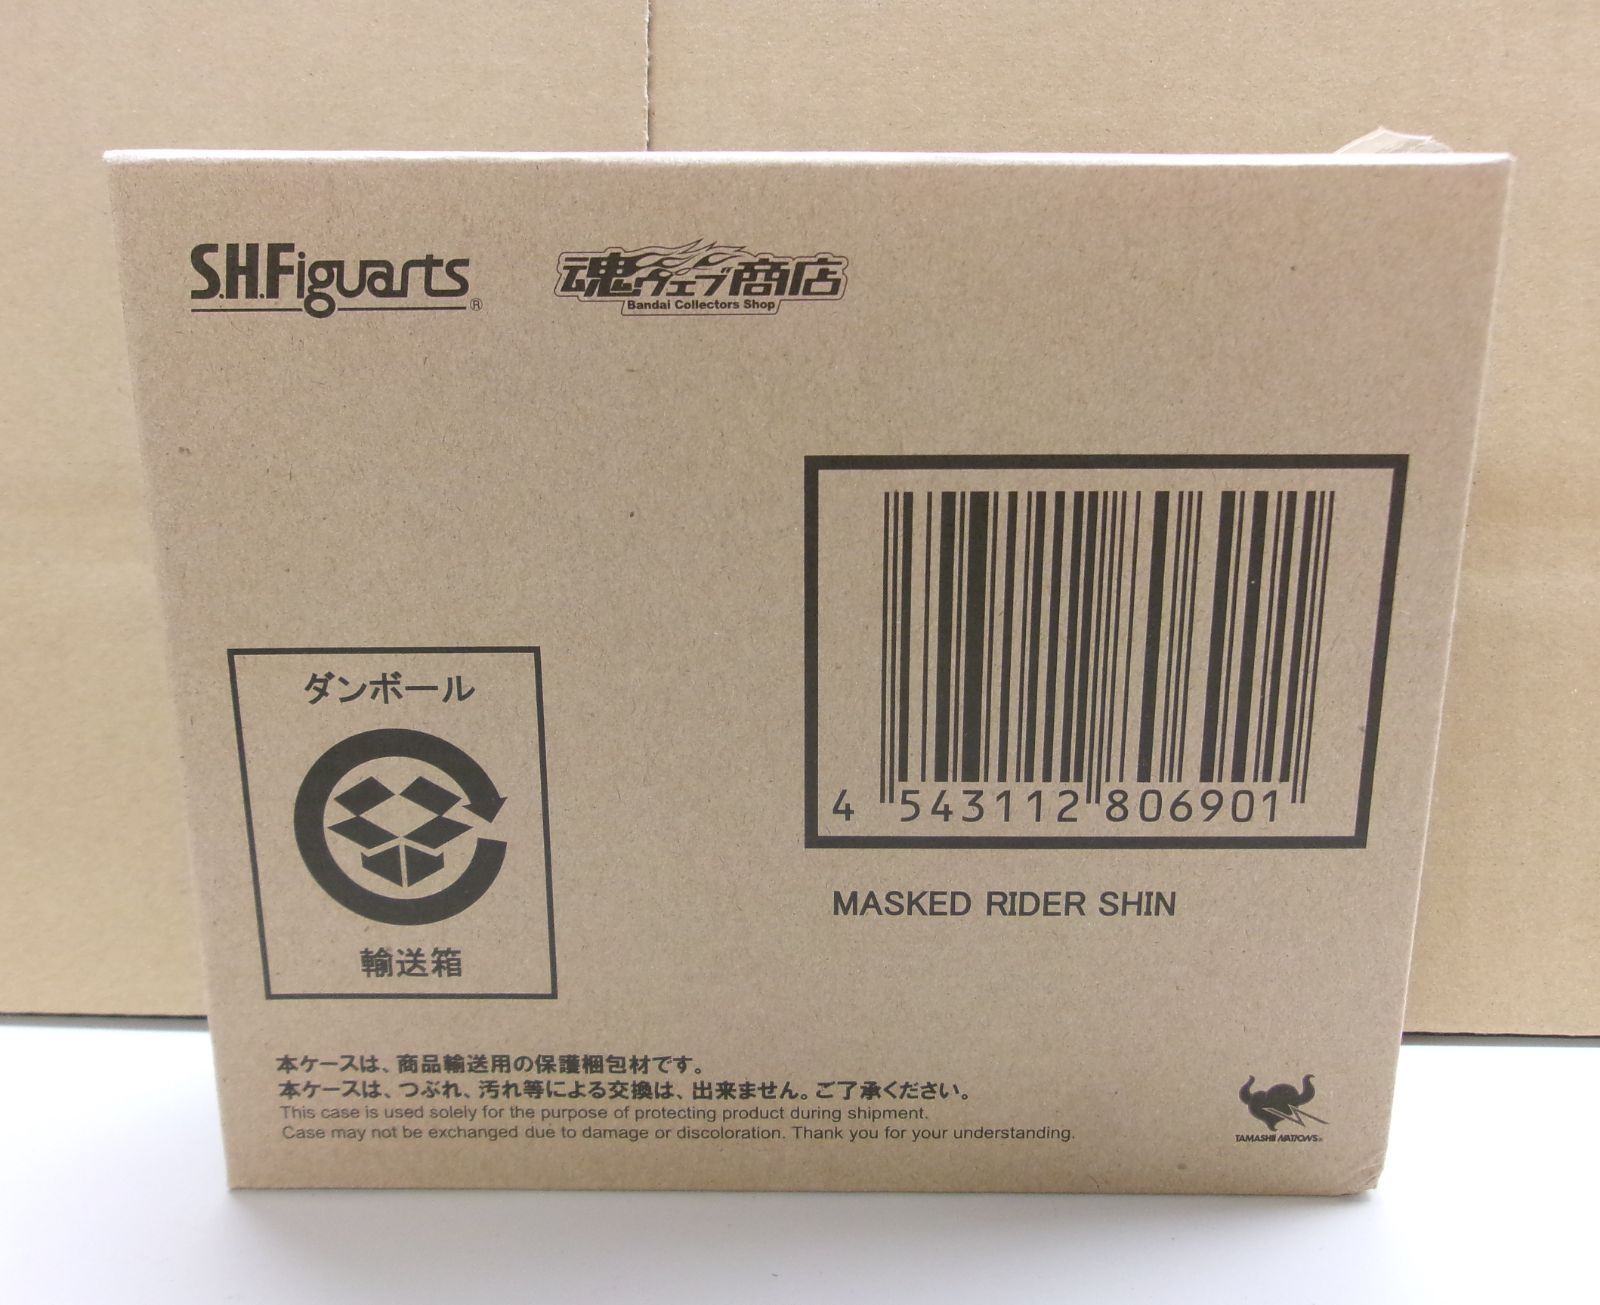 S.H.Figuarts®
魂ウェブ商店
Bandai Collectors Shop
4 543112 806901
MASKED RIDER SHIN
ダンボール
輸送箱
本ケースは、商品輸送用の保護梱包材です。
本ケースは、つぶれ、汚れ等による交換は、出来ません。ご了承ください。
This case is used solely for the purpose of protecting product during shipment.
Case may not be exchanged due to damage or discoloration. Thank you for your understanding.
TAMASHII NATIONS®